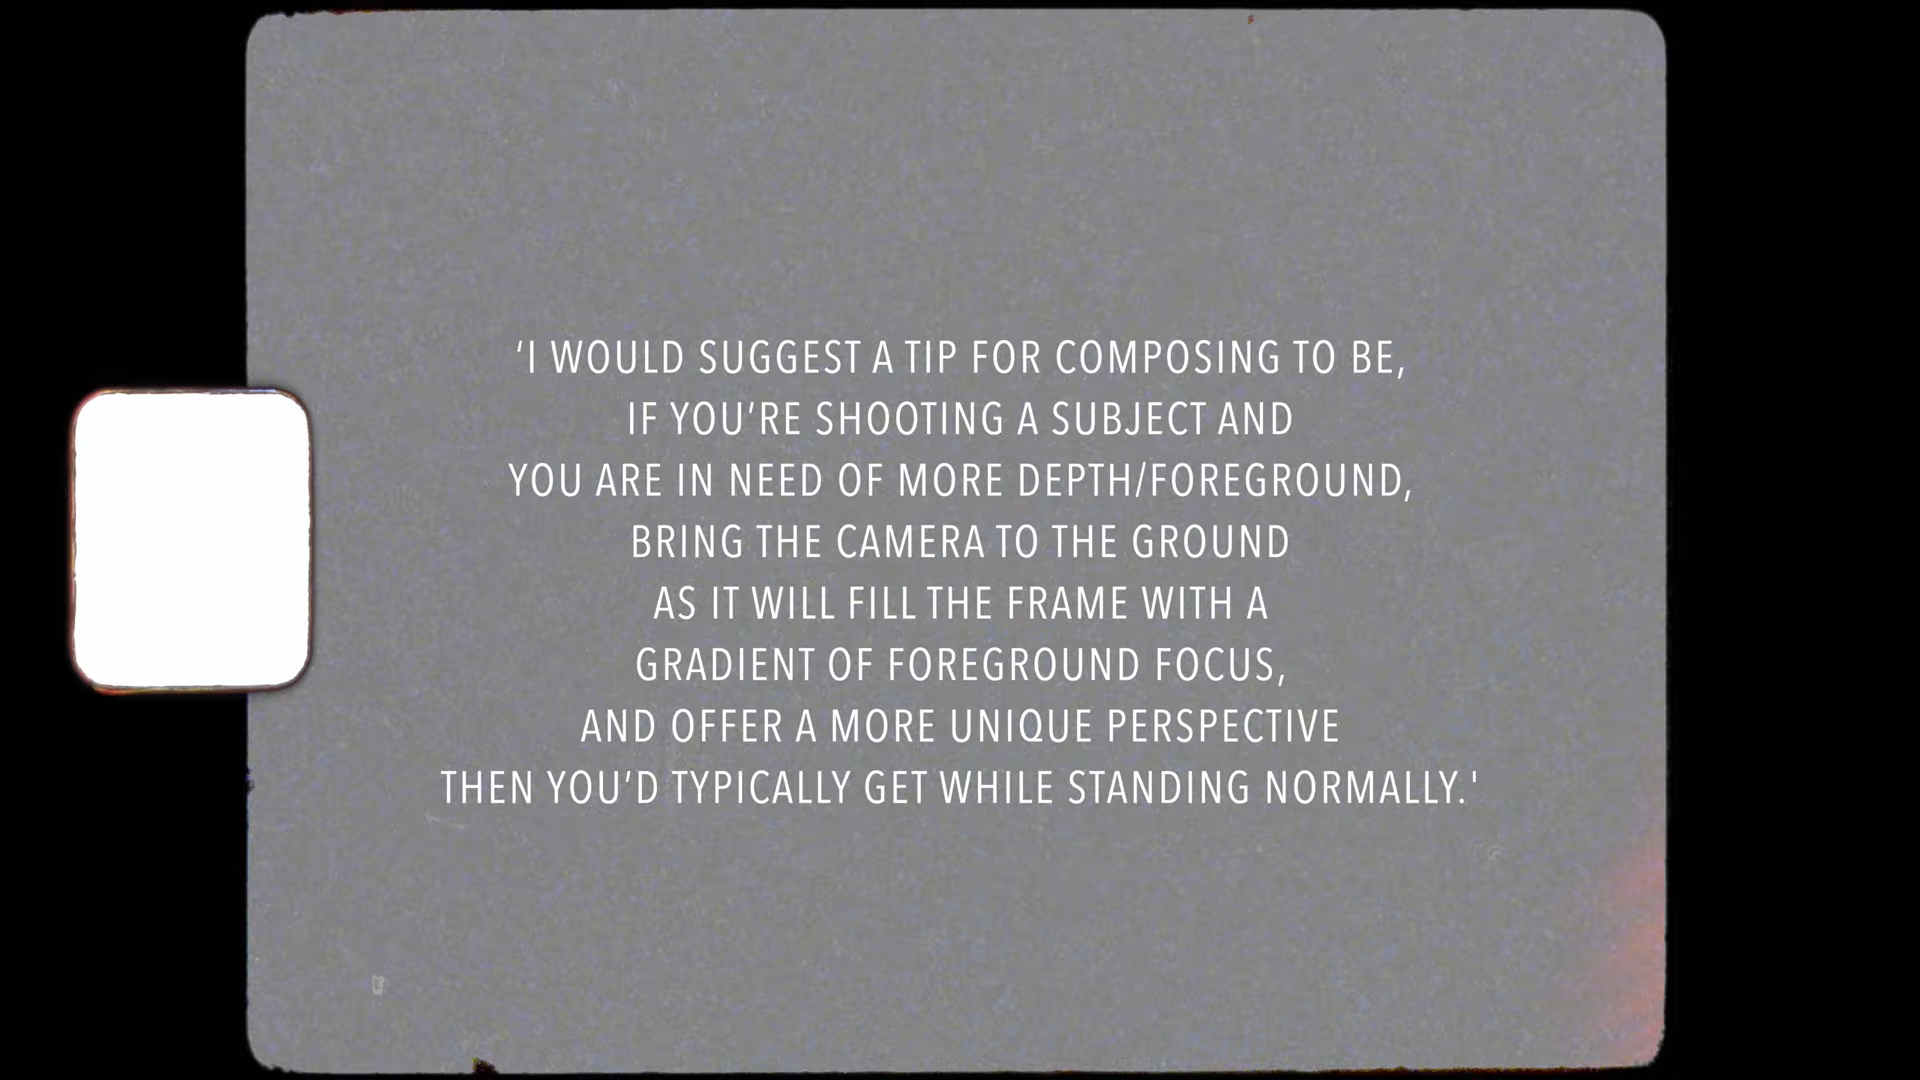 ‘I WOULD SUGGEST A TIP FOR COMPOSING TO BE,
IF YOU’RE SHOOTING A SUBJECT AND
YOU ARE IN NEED OF MORE DEPTH/FOREGROUND,
BRING THE CAMERA TO THE GROUND
AS IT WILL FILL THE FRAME WITH A
GRADIENT OF FOREGROUND FOCUS,
AND OFFER A MORE UNIQUE PERSPECTIVE
THEN YOU’D TYPICALLY GET WHILE STANDING NORMALLY.'